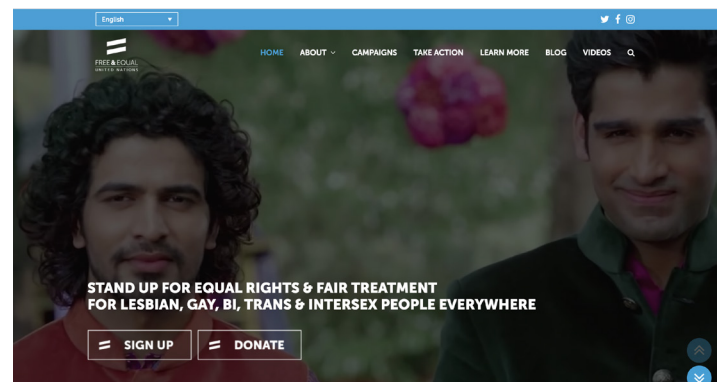 English
HOME ABOUT CAMPAIGNS TAKE ACTION LEARN MORE BLOG VIDEOS
FREE & EQUAL
UNITED NATIONS
STAND UP FOR EQUAL RIGHTS & FAIR TREATMENT
FOR LESBIAN, GAY, BI, TRANS & INTERSEX PEOPLE EVERYWHERE
SIGN UP DONATE